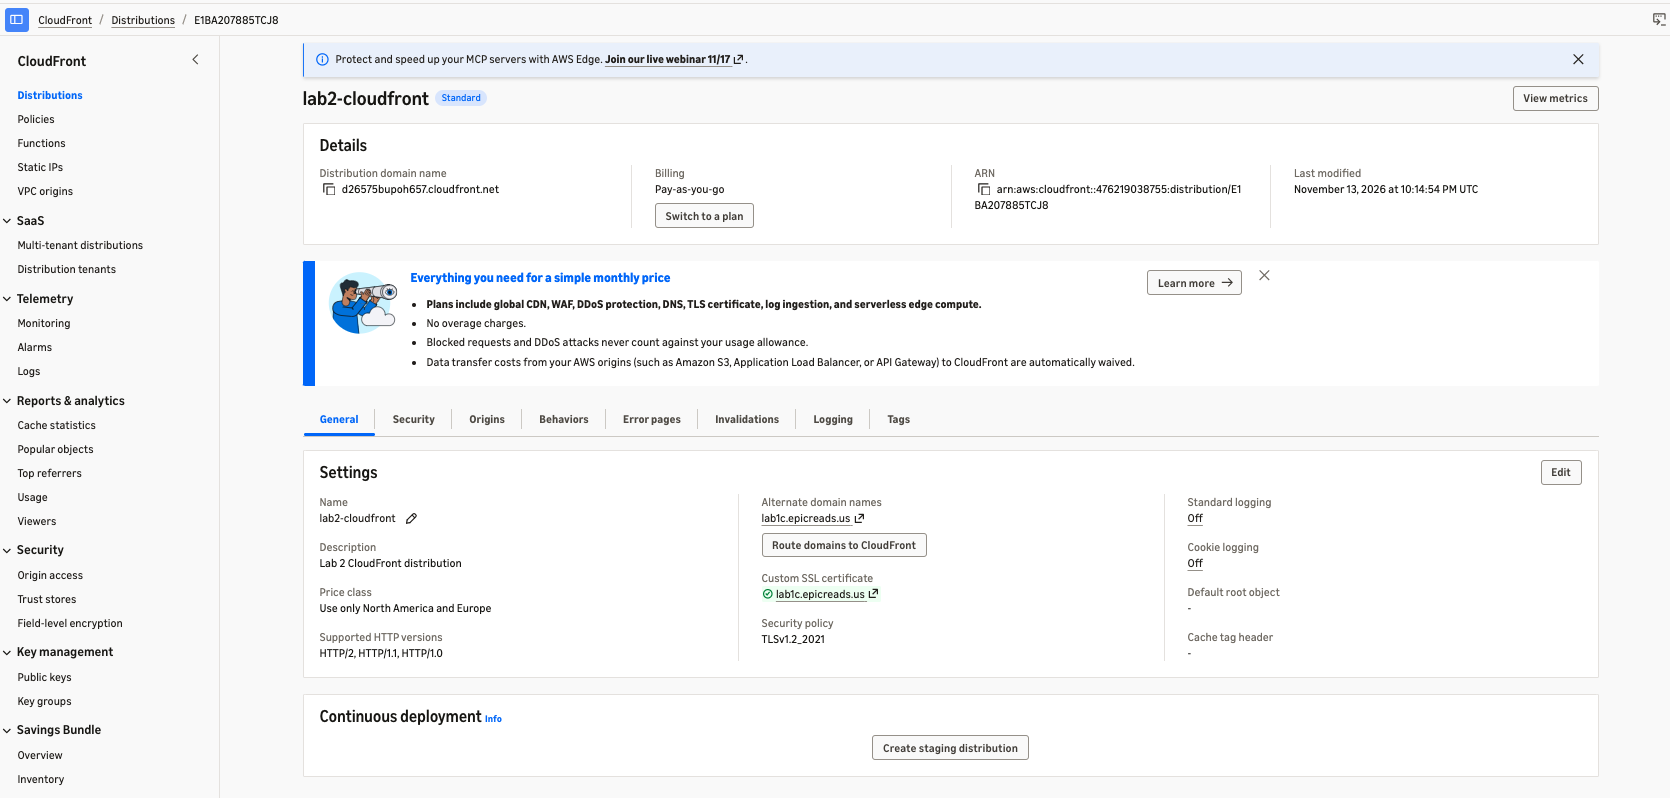 CloudFront / Distributions / E1BA207885TCJ8
CloudFront
Distributions
Policies
Functions
Static IPs
VPC origins
SaaS
Multi-tenant distributions
Distribution tenants
Telemetry
Monitoring
Alarms
Logs
Reports & analytics
Cache statistics
Popular objects
Top referrers
Usage
Viewers
Security
Origin access
Trust stores
Field-level encryption
Key management
Public keys
Key groups
Savings Bundle
Overview
Inventory
Protect and speed up your MCP servers with AWS Edge. Join our live webinar 11/17 .
lab2-cloudfront Standard
View metrics
Details
Distribution domain name
d26575bupoh657.cloudfront.net
Billing
Pay-as-you-go
Switch to a plan
ARN
arn:aws:cloudfront::476219038755:distribution/E1
BA207885TCJ8
Last modified
November 13, 2026 at 10:14:54 PM UTC
Everything you need for a simple monthly price
• Plans include global CDN, WAF, DDoS protection, DNS, TLS certificate, log ingestion, and serverless edge compute.
• No overage charges.
• Blocked requests and DDoS attacks never count against your usage allowance.
• Data transfer costs from your AWS origins (such as Amazon S3, Application Load Balancer, or API Gateway) to CloudFront are automatically waived.
Learn more
General Security Origins Behaviors Error pages Invalidations Logging Tags
Settings
Edit
Name
lab2-cloudfront
Description
Lab 2 CloudFront distribution
Price class
Use only North America and Europe
Supported HTTP versions
HTTP/2, HTTP/1.1, HTTP/1.0
Alternate domain names
lab1c.epicreads.us
Route domains to CloudFront
Custom SSL certificate
lab1c.epicreads.us
Security policy
TLSv1.2_2021
Standard logging
Off
Cookie logging
Off
Default root object
-
Cache tag header
-
Continuous deployment Info
Create staging distribution